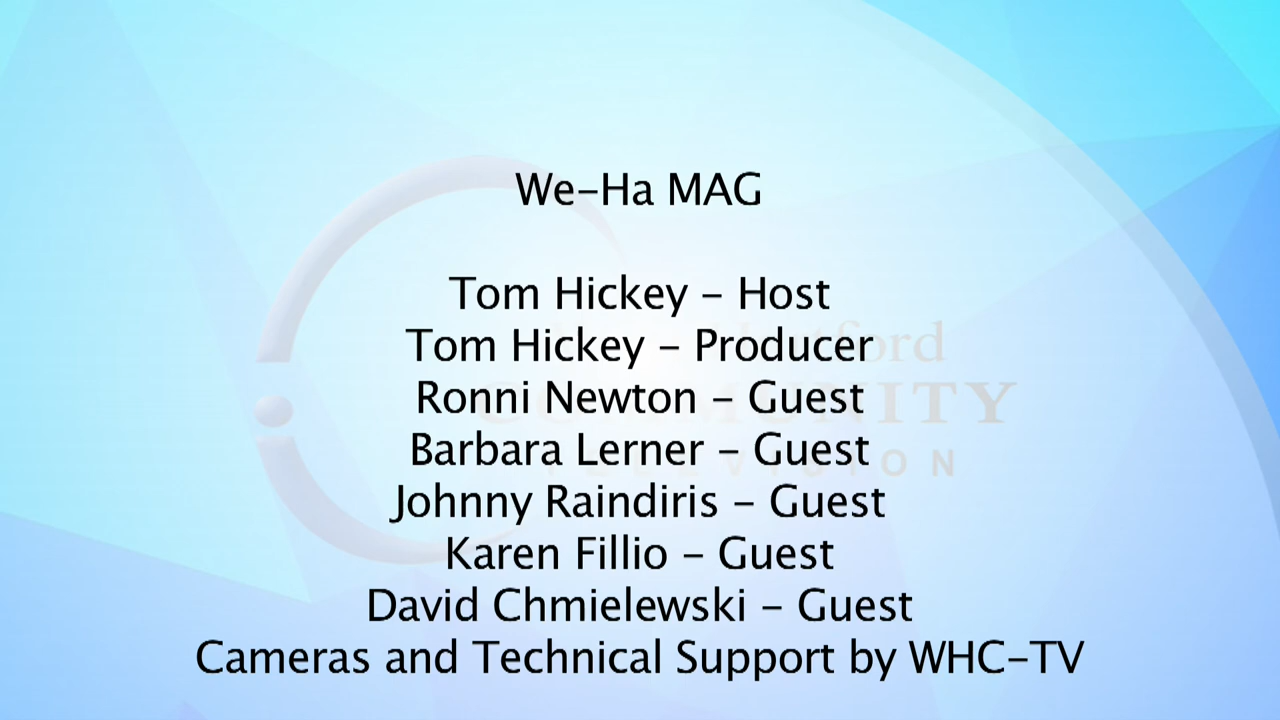 We-Ha MAG
Tom Hickey - Host
Tom Hickey - Producer
Ronni Newton - Guest
Barbara Lerner - Guest
Johnny Raindiris - Guest
Karen Fillio - Guest
David Chmielewski - Guest
Cameras and Technical Support by WHC-TV